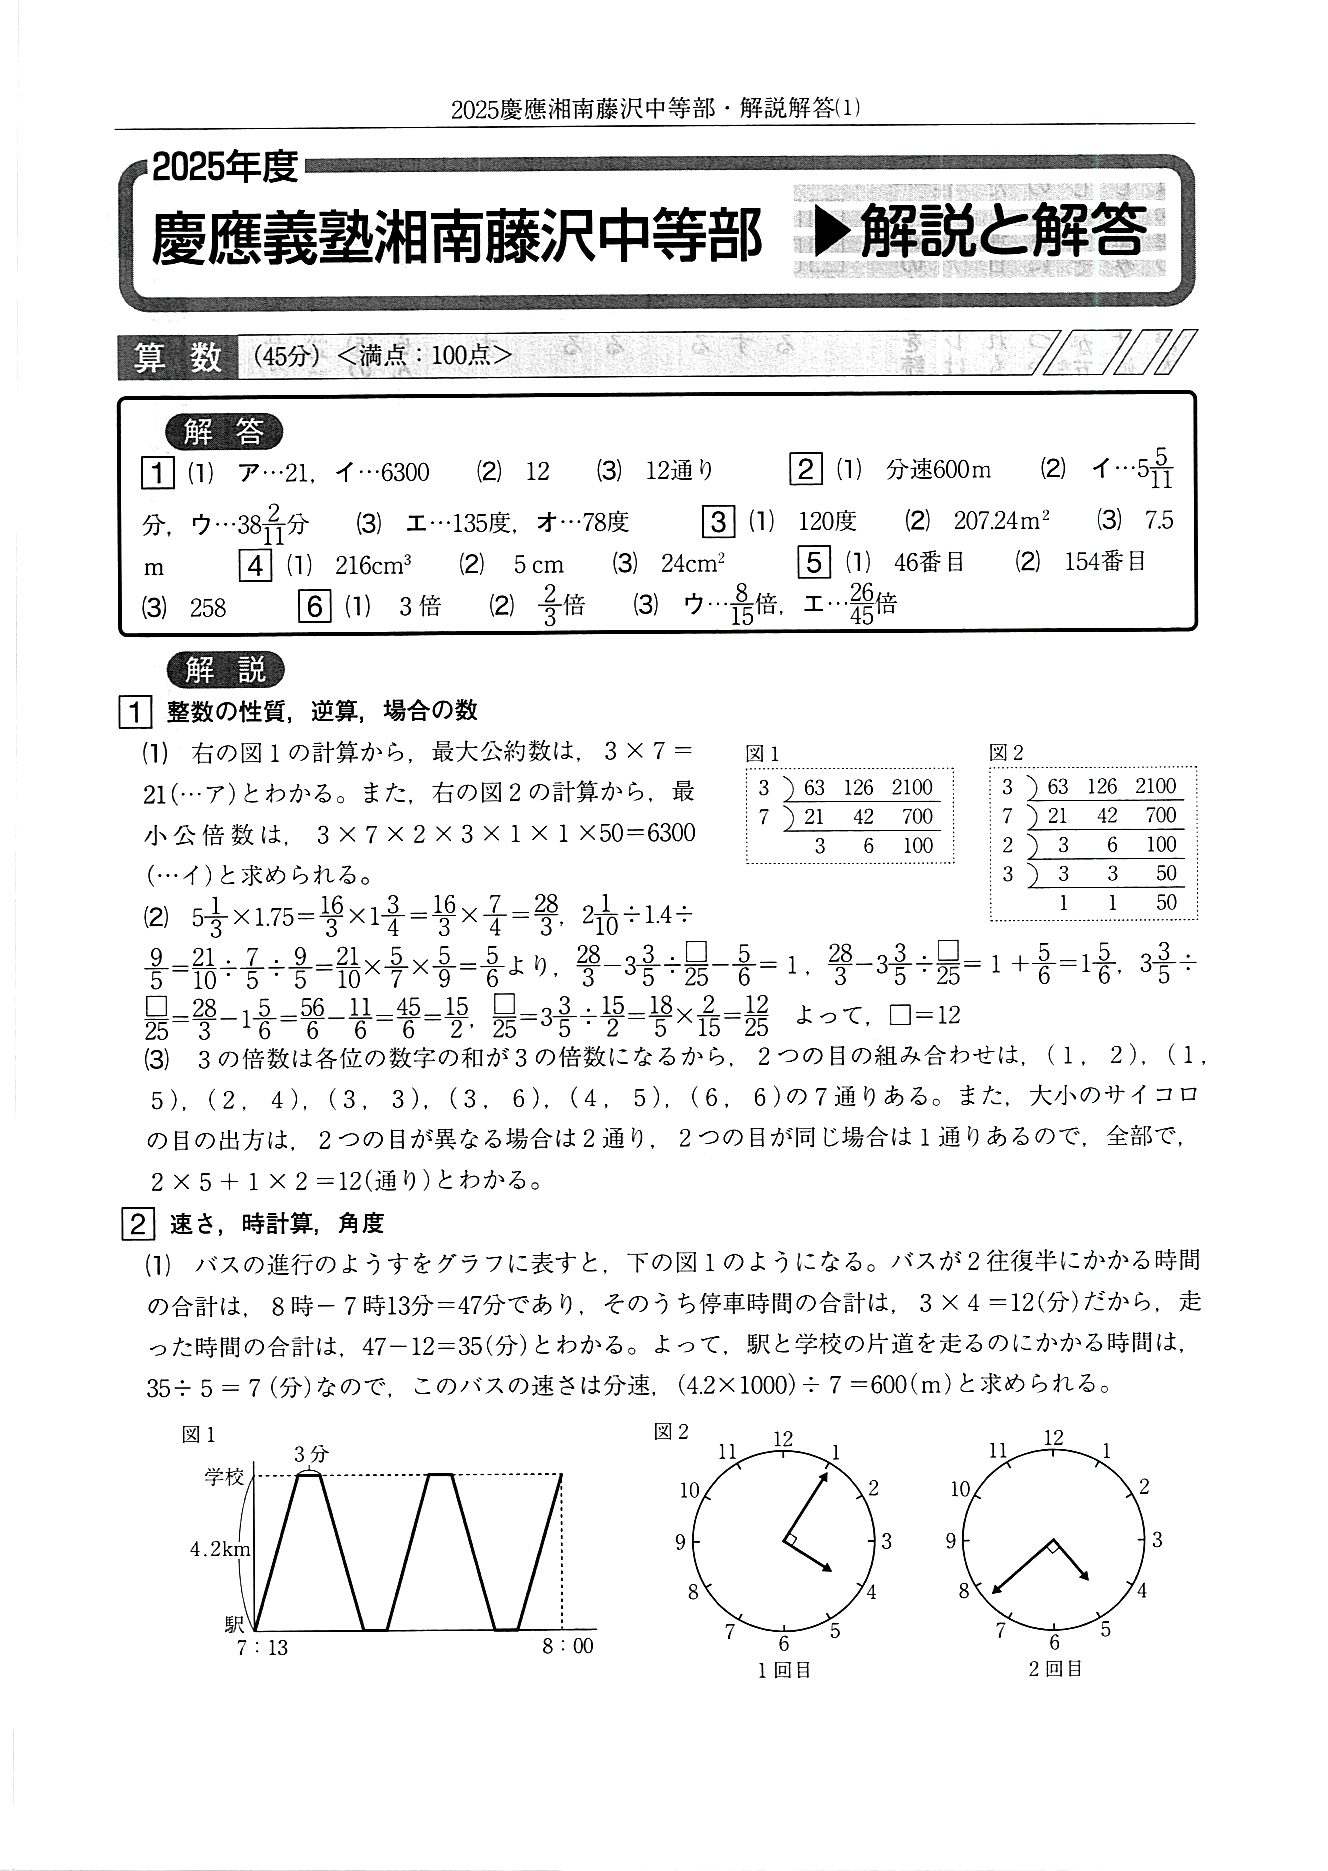 2025慶應湘南藤沢中等部・解説解答(1)
2025年度
慶應義塾湘南藤沢中等部 ▶解説と解答
算数 (45分) <満点：100点>
解答
1 (1) ア…21, イ…6300 (2) 12 (3) 12通り 2 (1) 分速600m (2) イ…5 5/11
分, ウ…38 2/11分 (3) エ…135度, オ…78度 3 (1) 120度 (2) 207.24m² (3) 7.5
m 4 (1) 216cm³ (2) 5cm (3) 24cm² 5 (1) 46番目 (2) 154番目
(3) 258 6 (1) 3倍 (2) 2/3倍 (3) ウ…8/15倍, エ…26/45倍
解説
1 整数の性質, 逆算, 場合の数
(1) 右の図1の計算から, 最大公約数は, 3×7＝
21(…ア)とわかる。また, 右の図2の計算から, 最
小公倍数は, 3×7×2×3×1×1×50＝6300
(…イ)と求められる。
図1
3 ) 63 126 2100
7 ) 21 42 700
3 6 100
図2
3 ) 63 126 2100
7 ) 21 42 700
2 ) 3 6 100
3 ) 3 3 50
1 1 50
(2) 5 1/3×1.75＝16/3×1 3/4＝16/3×7/4＝28/3, 2 1/10÷1.4÷
9/5＝21/10÷7/5÷9/5＝21/10×5/7×5/9＝5/6より, 28/3－3 3/5÷□/25－5/6＝1, 28/3－3 3/5÷□/25＝1＋5/6＝1 5/6, 3 3/5÷
□/25＝28/3－1 5/6＝56/6－11/6＝45/6＝15/2, □/25＝3 3/5÷15/2＝18/5×2/15＝12/25 よって, □＝12
(3) 3の倍数は各位の数字の和が3の倍数になるから, 2つの目の組み合わせは, (1, 2), (1,
5), (2, 4), (3, 3), (3, 6), (4, 5), (6, 6)の7通りある。また, 大小のサイコロ
の目の出方は, 2つの目が異なる場合は2通り, 2つの目が同じ場合は1通りあるので, 全部で,
2×5＋1×2＝12(通り)とわかる。
2 速さ, 時計算, 角度
(1) バスの進行のようすをグラフに表すと, 下の図1のようになる。バスが2往復半にかかる時間
の合計は, 8時－7時13分＝47分であり, そのうち停車時間の合計は, 3×4＝12(分)だから, 走
った時間の合計は, 47－12＝35(分)とわかる。よって, 駅と学校の片道を走るのにかかる時間は,
35÷5＝7(分)なので, このバスの速さは分速, (4.2×1000)÷7＝600(m)と求められる。
図1
3分
学校
4.2km
駅
7：13 8：00
図2
12 1 2 3 4 5 6 7 8 9 10 11
1回目
12 1 2 3 4 5 6 7 8 9 10 11
2回目